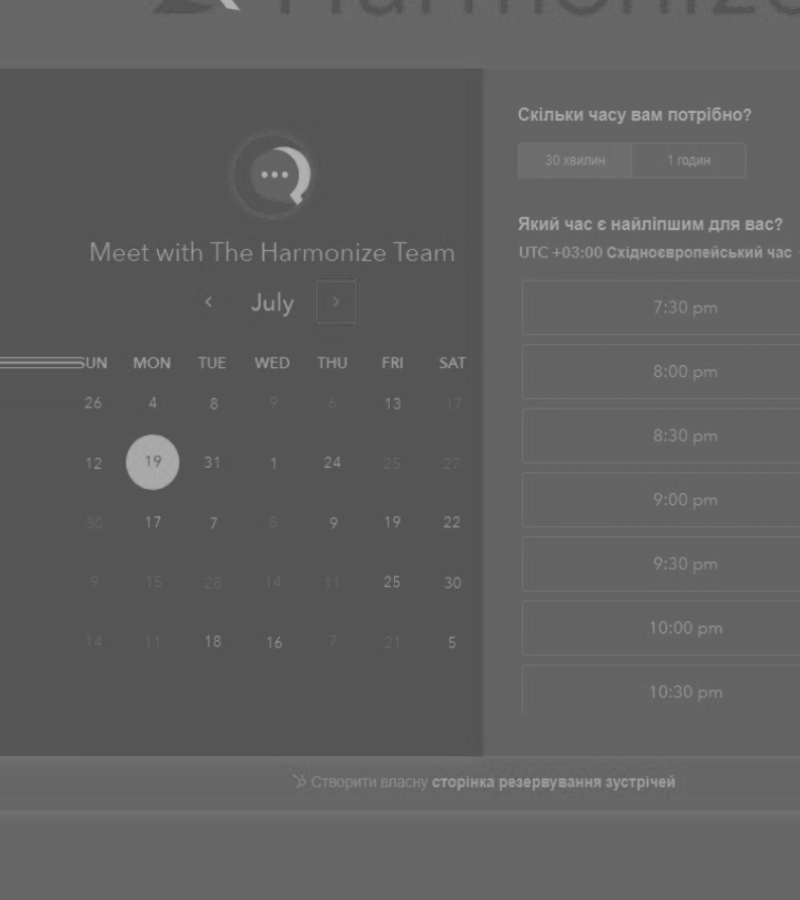 Harmonize
Meet with The Harmonize Team
July
SUN MON TUE WED THU FRI SAT
26 4 8 9 6 13 17
12 19 31 1 24 25 27
30 17 7 8 9 19 22
9 15 28 14 11 25 30
14 11 18 16 7 21 5
Скільки часу вам потрібно?
30 хвилин 1 годин
Який час є найліпшим для вас?
UTC +03:00 Східноєвропейський час
7:30 pm
8:00 pm
8:30 pm
9:00 pm
9:30 pm
10:00 pm
10:30 pm
Створити власну сторінка резервування зустрічей